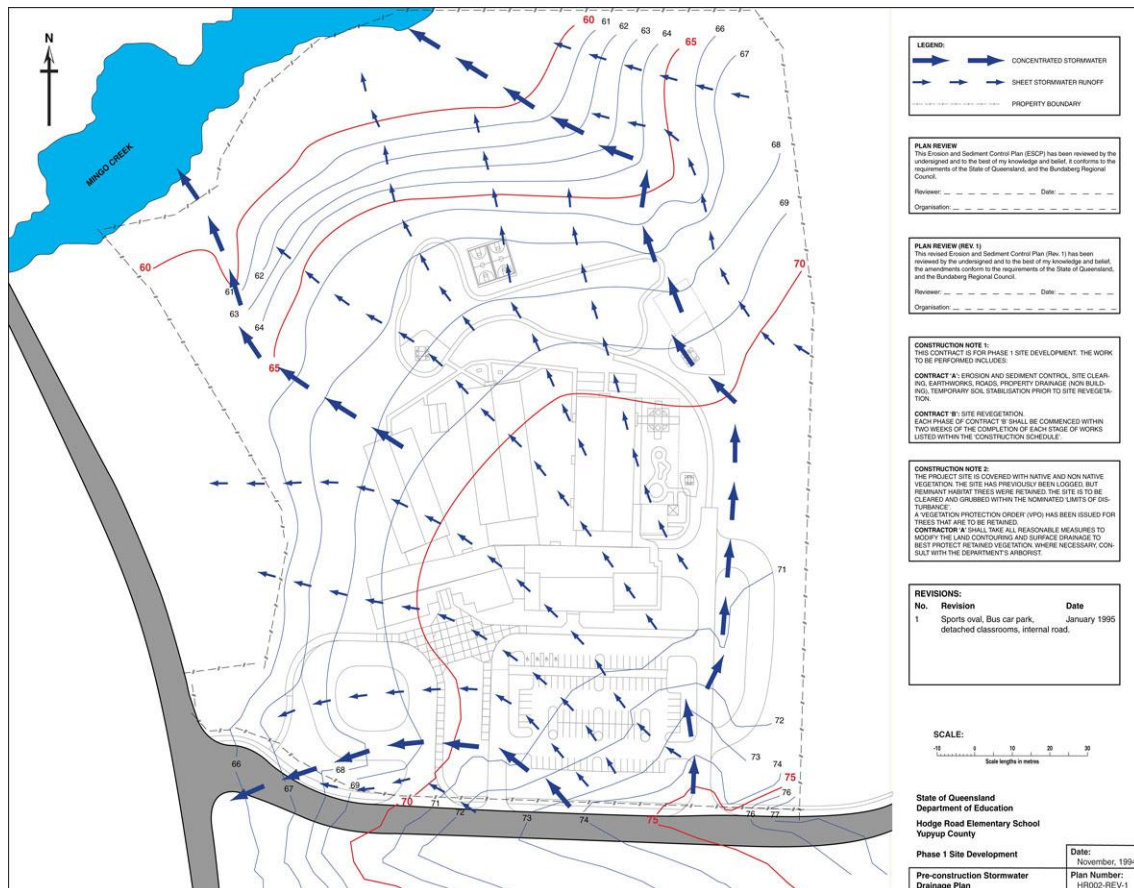 N
MINGO CREEK
60
61
62
63
64
65
66
67
68
69
70
60
61
62
63
64
65
71
72
73
74
75
76
66
67
68
69
70
71
72
73
74
75
76
77
LEGEND:
CONCENTRATED STORMWATER
SHEET STORMWATER RUNOFF
PROPERTY BOUNDARY
PLAN REVIEW
This Erosion and Sediment Control Plan (ESCP) has been reviewed by the
undersigned and to the best of my knowledge and belief, it conforms to the
requirements of the State of Queensland, and the Bundaberg Regional
Council.
Reviewer: _ _ _ _ _ _ _ _ _ _ _ _ Date: _ _ _ _ _ _
Organisation: _ _ _ _ _ _ _ _ _ _ _ _ _ _ _ _ _ _
PLAN REVIEW (REV. 1)
This revised Erosion and Sediment Control Plan (Rev. 1) has been
reviewed by the undersigned and to the best of my knowledge and belief,
the amendments conform to the requirements of the State of Queensland,
and the Bundaberg Regional Council.
Reviewer: _ _ _ _ _ _ _ _ _ _ _ _ Date: _ _ _ _ _ _
Organisation: _ _ _ _ _ _ _ _ _ _ _ _ _ _ _ _ _ _
CONSTRUCTION NOTE 1:
THIS CONTRACT IS FOR PHASE 1 SITE DEVELOPMENT. THE WORK
TO BE PERFORMED INCLUDES:
CONTRACT 'A': EROSION AND SEDIMENT CONTROL, SITE CLEAR-
ING, EARTHWORKS, ROADS, PROPERTY DRAINAGE (NON BUILD-
ING), TEMPORARY SOIL STABILISATION PRIOR TO SITE REVEGETA-
TION.
CONTRACT 'B': SITE REVEGETATION.
EACH PHASE OF CONTRACT 'B' SHALL BE COMMENCED WITHIN
TWO WEEKS OF THE COMPLETION OF EACH STAGE OF WORKS
LISTED WITHIN THE 'CONSTRUCTION SCHEDULE'.
CONSTRUCTION NOTE 2:
THE PROJECT SITE IS COVERED WITH NATIVE AND NON NATIVE
VEGETATION. THE SITE HAS PREVIOUSLY BEEN LOGGED, BUT
REMINANT HABITAT TREES WERE RETAINED. THE SITE IS TO BE
CLEARED AND GRUBBED WITHIN THE NOMINATED 'LIMITS OF DIS-
TURBANCE'.
A 'VEGETATION PROTECTION ORDER' (VPO) HAS BEEN ISSUED FOR
TREES THAT ARE TO BE RETAINED.
CONTRACTOR 'A' SHALL TAKE ALL REASONABLE MEASURES TO
MODIFY THE LAND CONTOURING AND SURFACE DRAINAGE TO
BEST PROTECT RETAINED VEGETATION. WHERE NECESSARY, CON-
SULT WITH THE DEPARTMENT'S ARBORIST.
REVISIONS:
No. Revision Date
1 Sports oval, Bus car park, January 1995
detached classrooms, internal road.
SCALE:
-10 0 10 20 30
Scale lengths in metres
State of Queensland
Department of Education
Hodge Road Elementary School
Yupyup County
Phase 1 Site Development
Date:
November, 1994
Pre-construction Stormwater
Drainage Plan
Plan Number:
HR002-REV-1